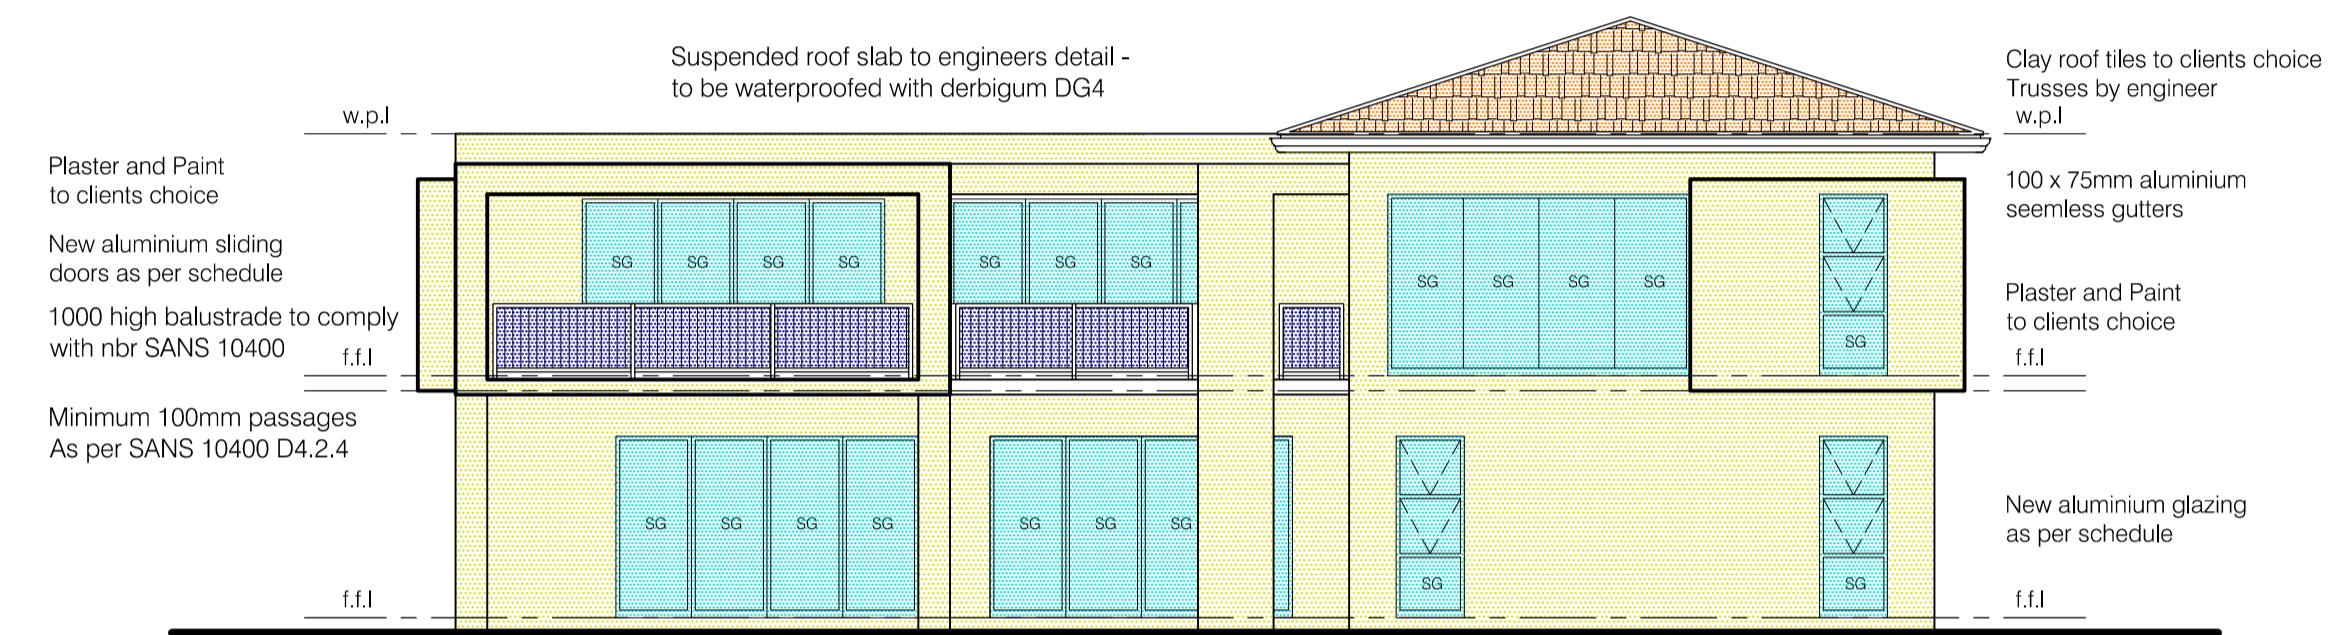 Suspended roof slab to engineers detail -
to be waterproofed with derbigum DG4
w.p.l
Plaster and Paint
to clients choice
New aluminium sliding
doors as per schedule
1000 high balustrade to comply
with nbr SANS 10400
f.f.l
Minimum 100mm passages
As per SANS 10400 D4.2.4
f.f.l
SG SG SG SG
SG SG SG
SG SG SG SG
SG
SG SG SG SG
SG SG SG
SG
SG
Clay roof tiles to clients choice
Trusses by engineer
w.p.l
100 x 75mm aluminium
seemless gutters
Plaster and Paint
to clients choice
f.f.l
New aluminium glazing
as per schedule
f.f.l